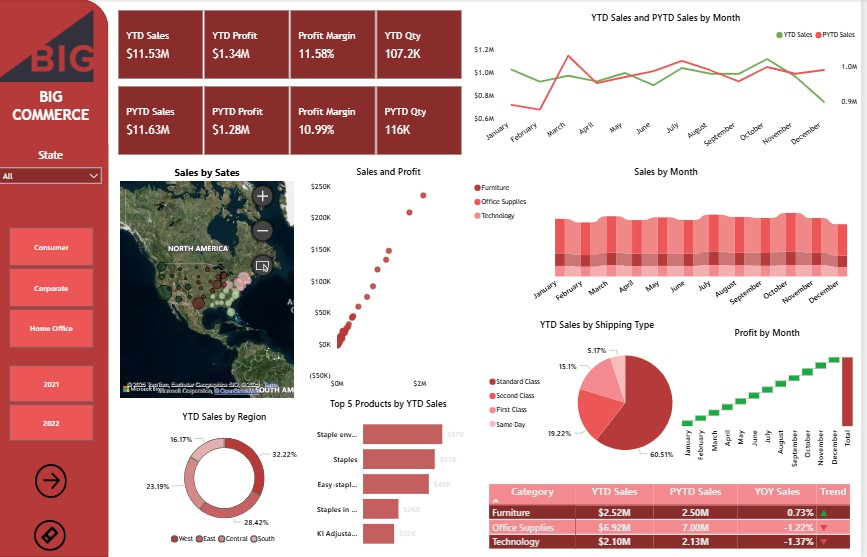 BIG
BIG
COMMERCE
State
All
Consumer
Corporate
Home Office
2021
2022
YTD Sales
$11.53M
YTD Profit
$1.34M
Profit Margin
11.58%
YTD Qty
107.2K
PYTD Sales
$11.63M
PYTD Profit
$1.28M
Profit Margin
10.99%
PYTD Qty
116K
YTD Sales and PYTD Sales by Month
YTD Sales
PYTD Sales
$1.2M
$1.0M
$0.8M
$0.6M
1.0M
0.9M
January
February
March
April
May
June
July
August
September
October
November
December
Sales by Sates
NORTH AMERICA
SOUTH AM
Sales and Profit
$250K
$200K
$150K
$100K
$50K
$0K
($50K)
$0M
$2M
Sales by Month
Furniture
Office Supplies
Technology
January
February
March
April
May
June
July
August
September
October
November
December
YTD Sales by Region
16.17%
32.22%
23.19%
28.42%
West
East
Central
South
Top 5 Products by YTD Sales
Staple env...
Staples
Easy-stapl...
Staples in ...
KI Adjusta...
YTD Sales by Shipping Type
Standard Class
Second Class
First Class
Same Day
5.17%
15.1%
19.22%
60.51%
Profit by Month
January
February
March
April
May
June
July
August
September
October
November
December
Total
Category YTD Sales PYTD Sales YOY Sales Trend
Furniture $2.52M 2.50M 0.73%
Office Supplies $6.92M 7.00M -1.22%
Technology $2.10M 2.13M -1.37%